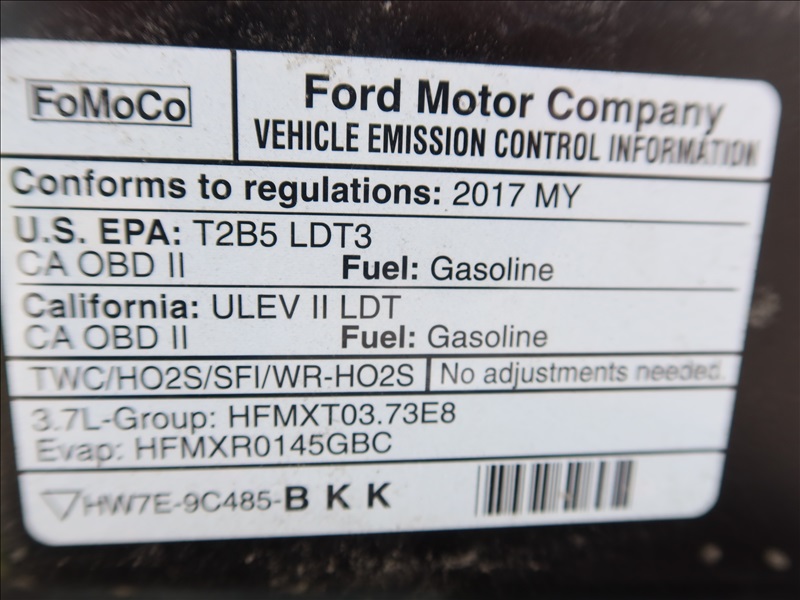 FoMoCo
Ford Motor Company
VEHICLE EMISSION CONTROL INFORMATION
Conforms to regulations: 2017 MY
U.S. EPA: T2B5 LDT3
CA OBD II Fuel: Gasoline
California: ULEV II LDT
CA OBD II Fuel: Gasoline
TWC/HO2S/SFI/WR-HO2S No adjustments needed.
3.7L-Group: HFMXT03.73E8
Evap: HFMXR0145GBC
HW7E-9C485-B K K